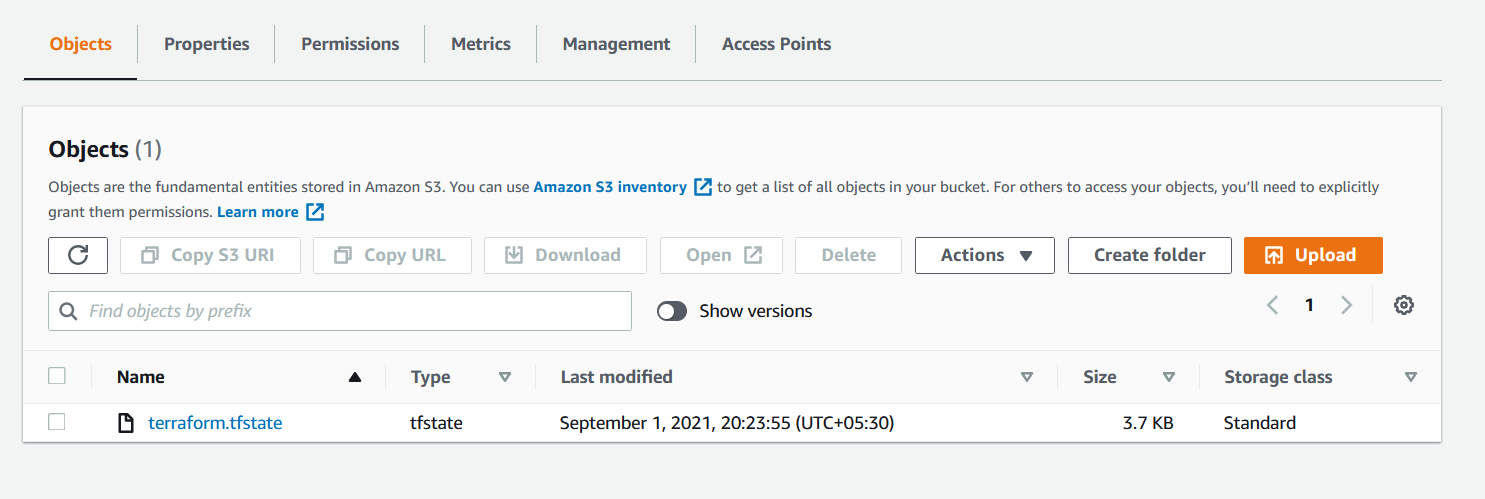 Objects Properties Permissions Metrics Management Access Points
Objects (1)
Objects are the fundamental entities stored in Amazon S3. You can use Amazon S3 inventory to get a list of all objects in your bucket. For others to access your objects, you'll need to explicitly
grant them permissions. Learn more
Copy S3 URI Copy URL Download Open Delete Actions Create folder Upload
Find objects by prefix Show versions 1
Name Type Last modified Size Storage class
terraform.tfstate tfstate September 1, 2021, 20:23:55 (UTC+05:30) 3.7 KB Standard